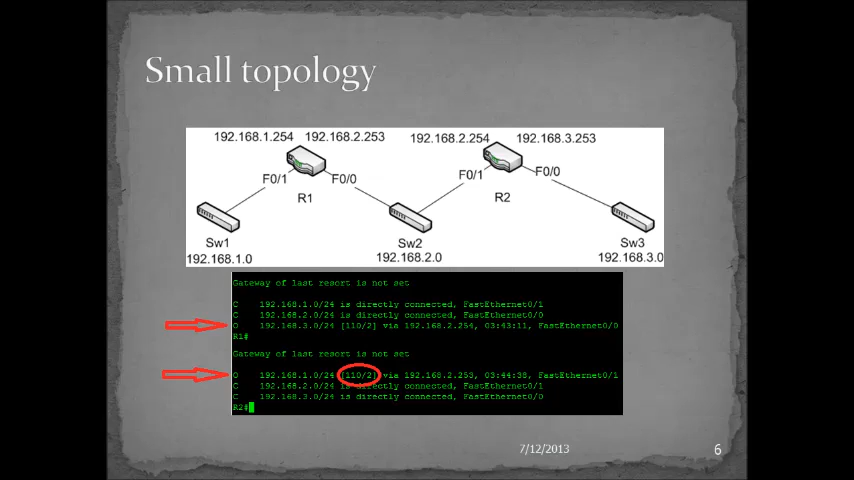 Small topology
192.168.1.254 192.168.2.253 192.168.2.254 192.168.3.253
F0/1 F0/0 F0/1 F0/0
R1 R2
Sw1 Sw2 Sw3
192.168.1.0 192.168.2.0 192.168.3.0
Gateway of last resort is not set
C 192.168.1.0/24 is directly connected, FastEthernet0/1
C 192.168.2.0/24 is directly connected, FastEthernet0/0
O 192.168.3.0/24 [110/2] via 192.168.2.254, 03:43:11, FastEthernet0/0
R1#
Gateway of last resort is not set
O 192.168.1.0/24 [110/2] via 192.168.2.253, 03:44:38, FastEthernet0/1
C 192.168.2.0/24 is directly connected, FastEthernet0/1
C 192.168.3.0/24 is directly connected, FastEthernet0/0
R2#
7/12/2013 6